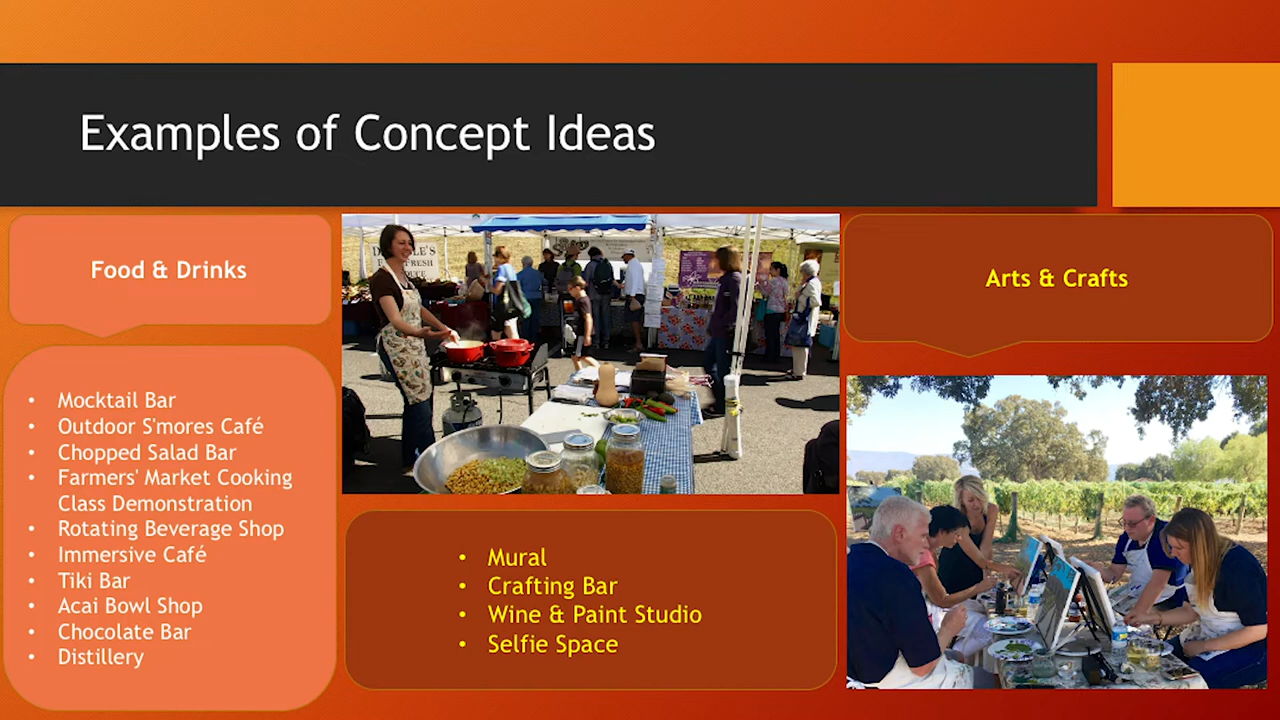 Examples of Concept Ideas
Food & Drinks
• Mocktail Bar
• Outdoor S'mores Café
• Chopped Salad Bar
• Farmers' Market Cooking
Class Demonstration
• Rotating Beverage Shop
• Immersive Café
• Tiki Bar
• Acai Bowl Shop
• Chocolate Bar
• Distillery
Arts & Crafts
• Mural
• Crafting Bar
• Wine & Paint Studio
• Selfie Space